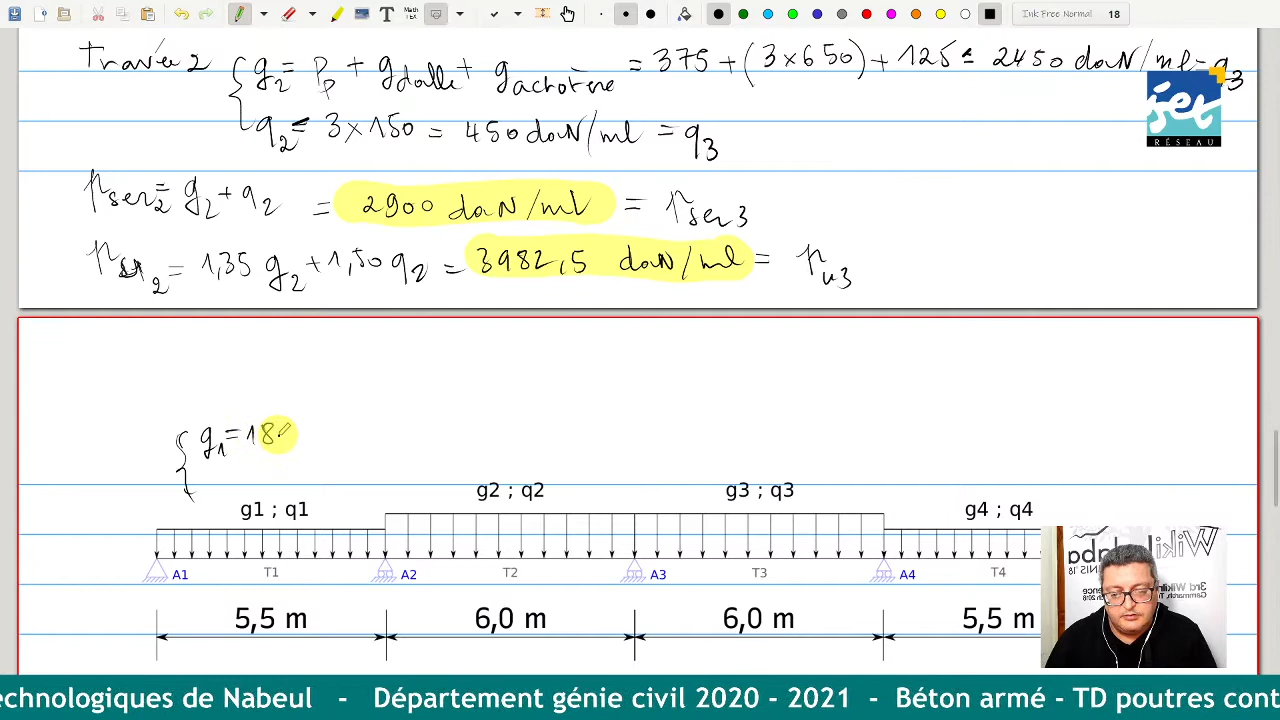 Ink Free Normal 18
Travée 2 { g2 = Pp + gdalle + gacrotère = 375 + (3 x 650) + 125 = 2450 daN/ml = g3
q2 = 3 x 150 = 450 daN/ml = q3
iset
RÉSEAU
Pser2 = g2 + q2 = 2900 daN/ml = Pser3
Pu2 = 1,35 g2 + 1,50 q2 = 3982,5 daN/ml = Pu3
g1 = 18
g1 ; q1 g2 ; q2 g3 ; q3 g4 ; q4
A1 T1 A2 T2 A3 T3 A4 T4
5,5 m 6,0 m 6,0 m 5,5 m
echnologiques de Nabeul - Département génie civil 2020 - 2021 - Béton armé - TD poutres cont